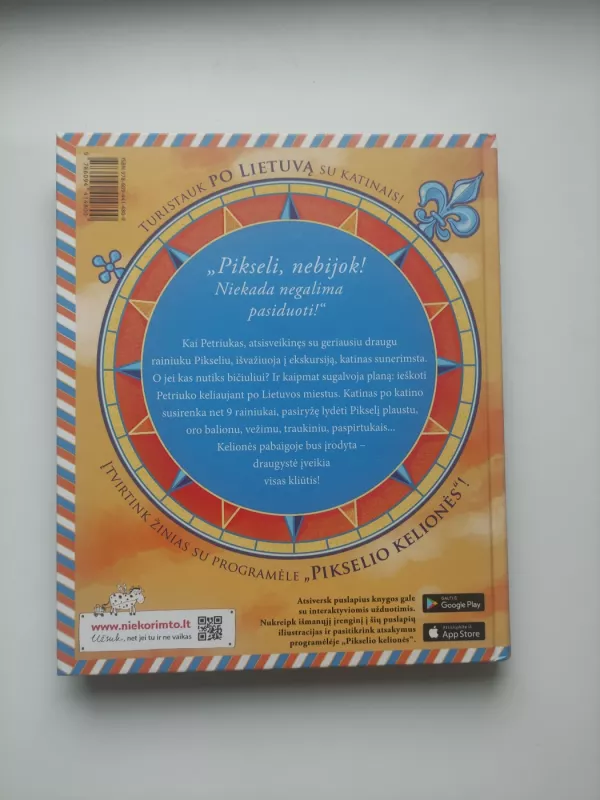 TURISTAUK PO LIETUVĄ SU KATINAIS!
„Pikseli, nebijok!
Niekada negalima
pasiduoti!“
Kai Petriukas, atsisveikinęs su geriausiu draugu
rainiuku Pikseliu, išvažiuoja į ekskursiją, katinas sunerimsta.
O jei kas nutiks bičiuliui? Ir kaipmat sugalvoja planą: ieškoti
Petriuko keliaujant po Lietuvos miestus. Katinas po katino
susirenka net 9 rainiukai, pasiryžę lydėti Pikselį plaustu,
oro balionu, vežimu, traukiniu, paspirtukais...
Kelionės pabaigoje bus įrodyta –
draugystė įveikia
visas kliūtis!
ĮTVIRTINK ŽINIAS SU PROGRAMĖLE „PIKSELIO KELIONĖS“!
www.niekorimto.lt
Užsuk, net jei tu ir ne vaikas
Atsiversk puslapius knygos gale
su interaktyviomis užduotimis.
Nukreipk išmanųjį įrenginį į šių puslapių
iliustracijas ir pasitikrink atsakymus
programėlėje „Pikselio kelionės“.
Google Play
App Store